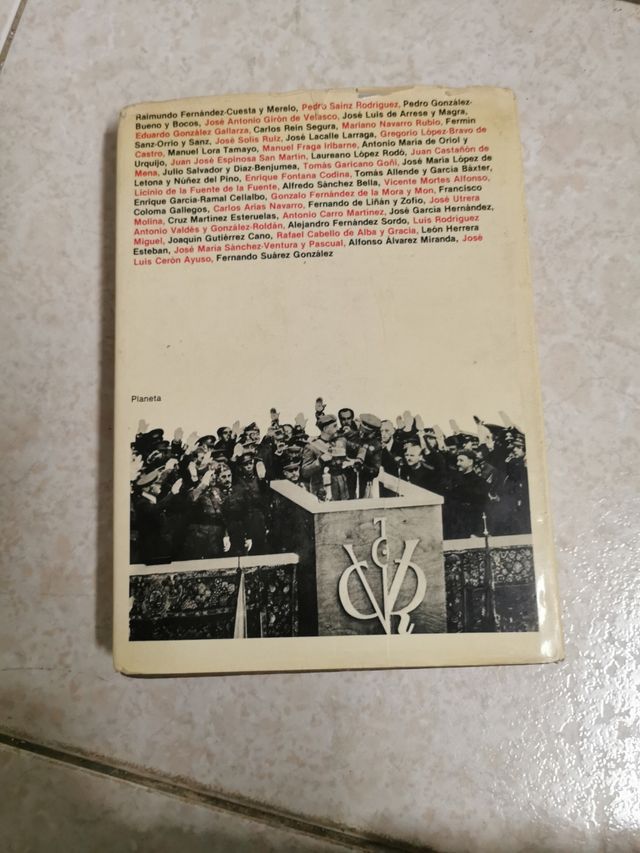 Raimundo Fernández-Cuesta y Merelo, Pedro Sainz Rodríguez, Pedro González-
Bueno y Bocos, José Antonio Girón de Velasco, José Luis de Arrese y Magra,
Eduardo González Gallarza, Carlos Rein Segura, Mariano Navarro Rubio, Fermín
Sanz-Orrio y Sanz, José Solís Ruiz, José Lacalle Larraga, Gregorio López-Bravo de
Castro, Manuel Lora Tamayo, Manuel Fraga Iribarne, Antonio María de Oriol y
Urquijo, Juan José Espinosa San Martín, Laureano López Rodó, Juan Castañón de
Mena, Julio Salvador y Díaz-Benjumea, Tomás Garicano Goñi, José María López de
Letona y Núñez del Pino, Enrique Fontana Codina, Tomás Allende y García Báxter,
Licinio de la Fuente de la Fuente, Alfredo Sánchez Bella, Vicente Mortes Alfonso,
Enrique García-Ramal Cellalbo, Gonzalo Fernández de la Mora y Mon, Francisco
Coloma Gallegos, Carlos Arias Navarro, Fernando de Liñán y Zofio, José Utrera
Molina, Cruz Martínez Esteruelas, Antonio Carro Martínez, José García Hernández,
Antonio Valdés y González-Roldán, Alejandro Fernández Sordo, Luis Rodríguez
Miguel, Joaquín Gutiérrez Cano, Rafael Cabello de Alba y Gracia, León Herrera
Esteban, José María Sánchez-Ventura y Pascual, Alfonso Álvarez Miranda, José
Luis Cerón Ayuso, Fernando Suárez González
Planeta